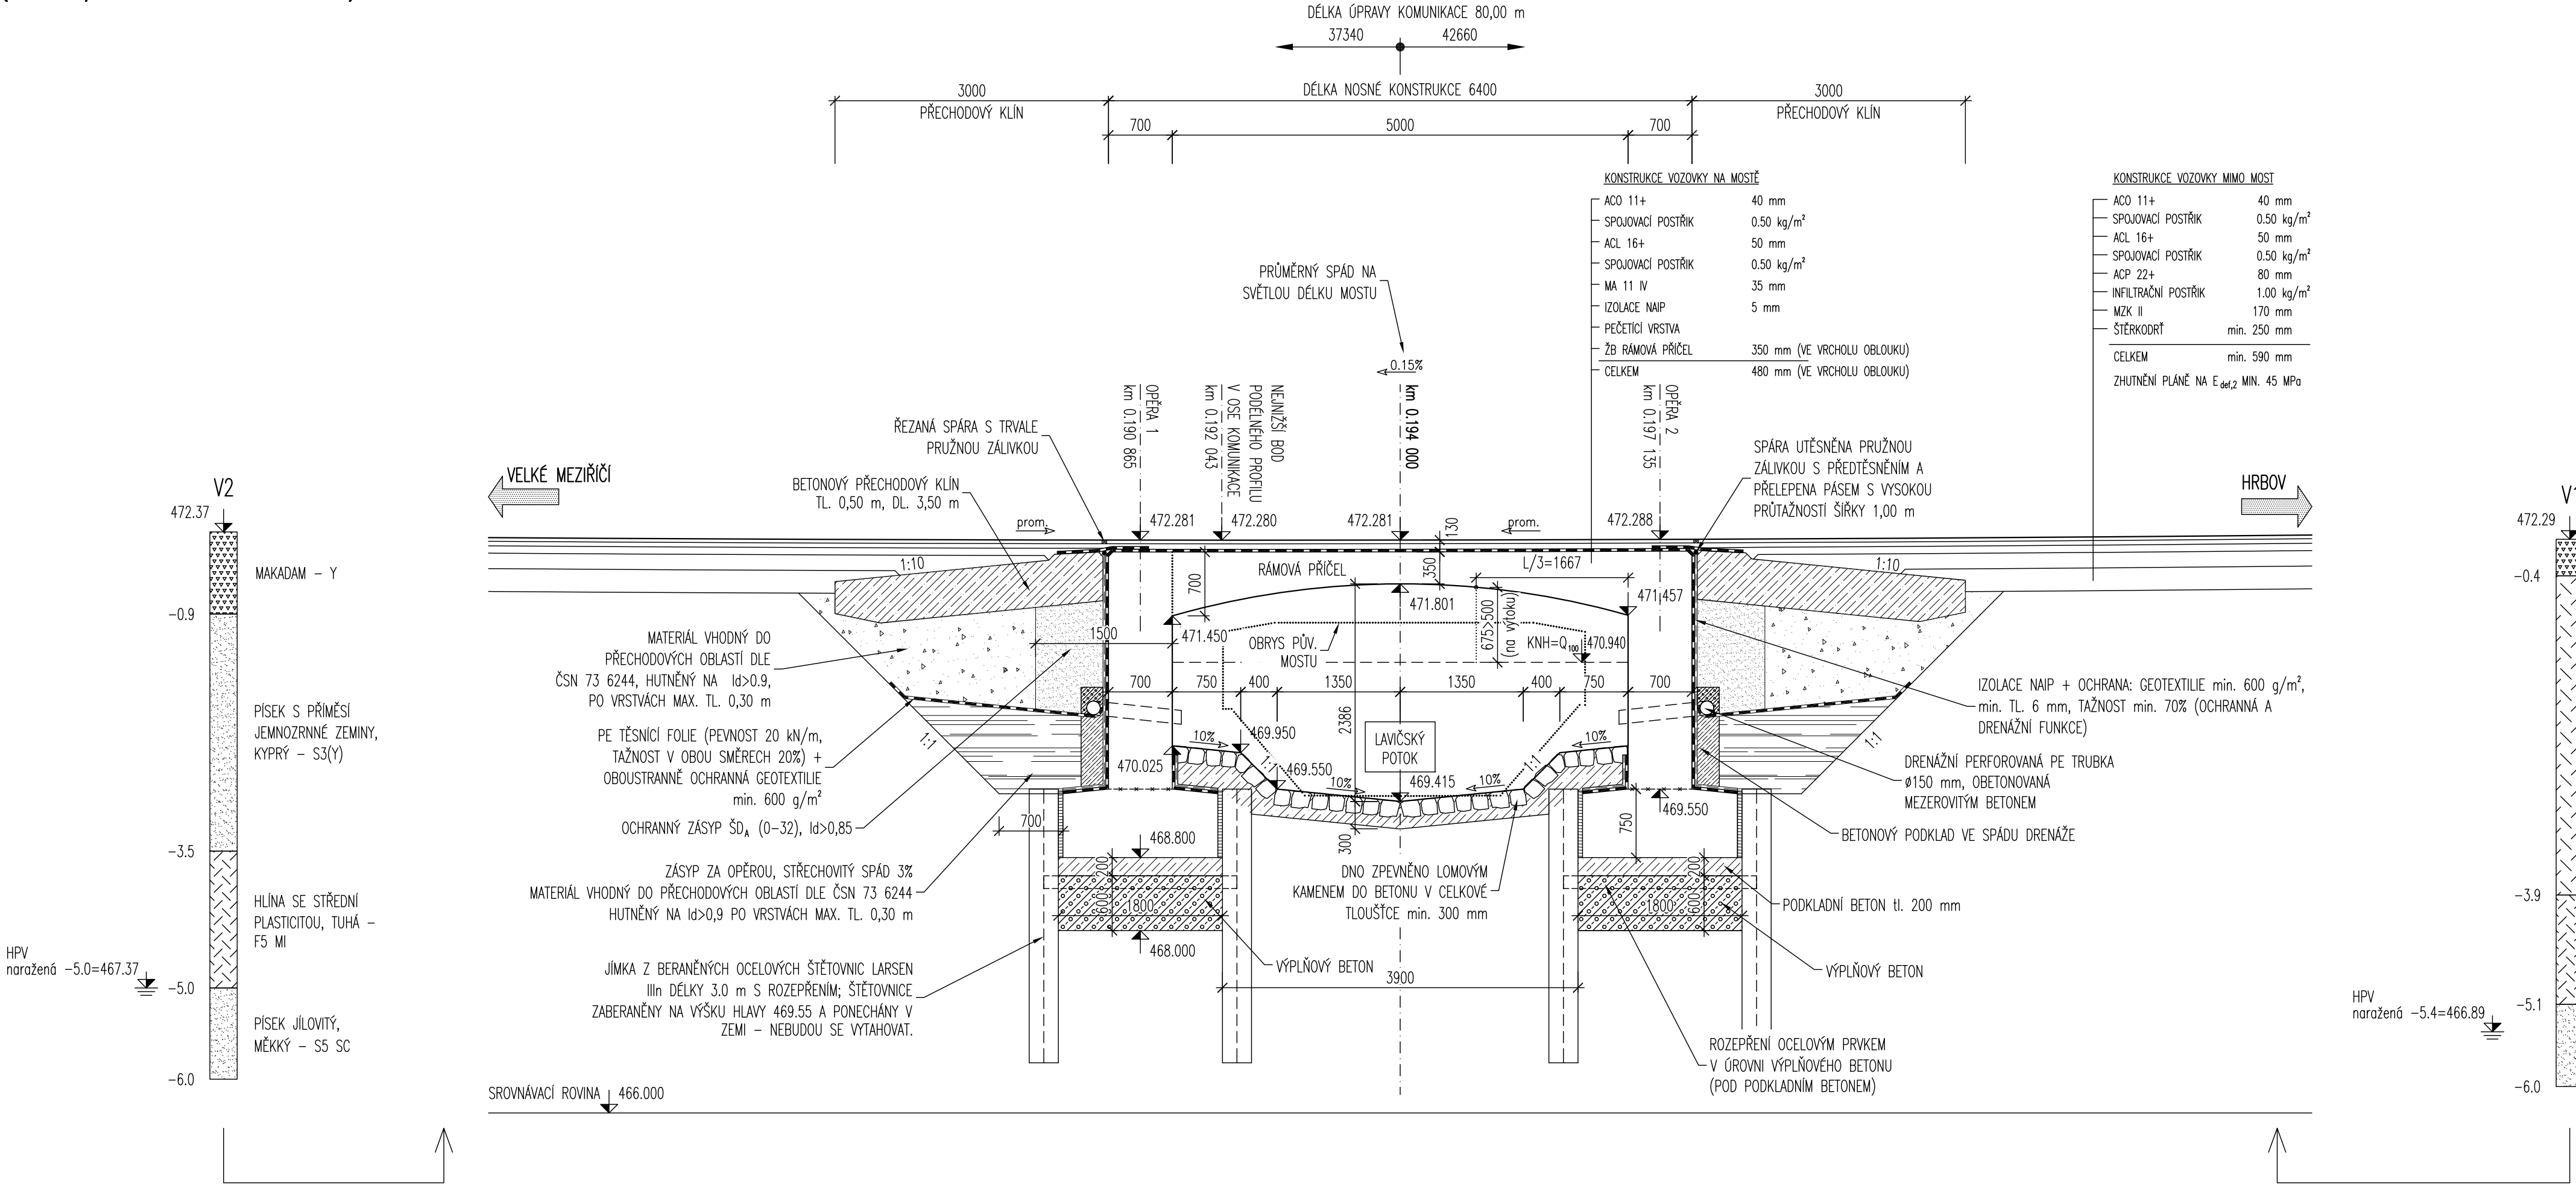 DÉLKA ÚPRAVY KOMUNIKACE 80,00 m
37340
42660
3000
DÉLKA NOSNÉ KONSTRUKCE 6400
3000
PŘECHODOVÝ KLÍN
PŘECHODOVÝ KLÍN
700
5000
700
KONSTRUKCE VOZOVKY NA MOSTĚ
ACO 11+ 40 mm
SPOJOVACÍ POSTŘIK 0.50 kg/m²
ACL 16+ 50 mm
SPOJOVACÍ POSTŘIK 0.50 kg/m²
MA 11 IV 35 mm
IZOLACE NAIP 5 mm
PEČETÍCÍ VRSTVA
ŽB RÁMOVÁ PŘÍČEL 350 mm (VE VRCHOLU OBLOUKU)
CELKEM 480 mm (VE VRCHOLU OBLOUKU)
KONSTRUKCE VOZOVKY MIMO MOST
ACO 11+ 40 mm
SPOJOVACÍ POSTŘIK 0.50 kg/m²
ACL 16+ 50 mm
SPOJOVACÍ POSTŘIK 0.50 kg/m²
ACP 22+ 80 mm
INFILTRAČNÍ POSTŘIK 1.00 kg/m²
MZK II 170 mm
ŠTĚRKODRŤ min. 250 mm
CELKEM min. 590 mm
ZHUTNĚNÍ PLÁNĚ NA E def,2 MIN. 45 MPa
PRŮMĚRNÝ SPÁD NA
SVĚTLOU DÉLKU MOSTU
0.15%
OPĚRA 1
km 0.190 865
NEJNIŽŠÍ BOD
PODÉLNÉHO PROFILU
V OSE KOMUNIKACE
km 0.192 043
km 0.194 000
OPĚRA 2
km 0.197 135
ŘEZANÁ SPÁRA S TRVALE
PRUŽNOU ZÁLIVKOU
BETONOVÝ PŘECHODOVÝ KLÍN
TL. 0,50 m, DL. 3,50 m
SPÁRA UTĚSNĚNA PRUŽNOU
ZÁLIVKOU S PŘEDTĚSNĚNÍM A
PŘELEPENA PÁSEM S VYSOKOU
PRŮTAŽNOSTÍ ŠÍŘKY 1,00 m
VELKÉ MEZIŘÍČÍ
HRBOV
V2
472.37
MAKADAM – Y
-0.9
PÍSEK S PŘÍMĚSÍ
JEMNOZRNNÉ ZEMINY,
KYPRÝ – S3(Y)
-3.5
HLÍNA SE STŘEDNÍ
PLASTICITOU, TUHÁ –
F5 MI
HPV
naražená -5.0=467.37
-5.0
PÍSEK JÍLOVITÝ,
MĚKKÝ – S5 SC
-6.0
prom.
472.281
472.280
472.281
130
prom.
472.288
1:10
700
RÁMOVÁ PŘÍČEL
350
L/3=1667
1:10
471.801
471.457
MATERIÁL VHODNÝ DO
PŘECHODOVÝCH OBLASTÍ DLE
ČSN 73 6244, HUTNĚNÝ NA Id>0.9,
PO VRSTVÁCH MAX. TL. 0,30 m
1500
471.450
OBRYS PŮV.
MOSTU
675>500
(na výtoku)
KNH=Q100
470.940
700
750
400
1350
1350
400
750
700
PE TĚSNÍCÍ FOLIE (PEVNOST 20 kN/m,
TAŽNOST V OBOU SMĚRECH 20%) +
OBOUSTRANNĚ OCHRANNÁ GEOTEXTILIE
min. 600 g/m²
1:1
10%
469.950
2386
LAVIČSKÝ
POTOK
10%
470.025
1:1
469.550
10%
469.415
10%
1:1
1:1
IZOLACE NAIP + OCHRANA: GEOTEXTILIE min. 600 g/m²,
min. TL. 6 mm, TAŽNOST min. 70% (OCHRANNÁ A
DRENÁŽNÍ FUNKCE)
DRENÁŽNÍ PERFOROVANÁ PE TRUBKA
ø150 mm, OBETONOVANÁ
MEZEROVITÝM BETONEM
OCHRANNÝ ZÁSYP ŠDA (0–32), Id>0,85
700
300
750
469.550
BETONOVÝ PODKLAD VE SPÁDU DRENÁŽE
468.800
ZÁSYP ZA OPĚROU, STŘECHOVITÝ SPÁD 3%
MATERIÁL VHODNÝ DO PŘECHODOVÝCH OBLASTÍ DLE ČSN 73 6244
HUTNĚNÝ NA Id>0,9 PO VRSTVÁCH MAX. TL. 0,30 m
200
600
1800
DNO ZPEVNĚNO LOMOVÝM
KAMENEM DO BETONU V CELKOVÉ
TLOUŠŤCE min. 300 mm
200
1800
600
PODKLADNÍ BETON tl. 200 mm
468.000
VÝPLŇOVÝ BETON
3900
VÝPLŇOVÝ BETON
JÍMKA Z BERANĚNÝCH OCELOVÝCH ŠTĚTOVNIC LARSEN
IIIn DÉLKY 3.0 m S ROZEPŘENÍM; ŠTĚTOVNICE
ZABERANĚNY NA VÝŠKU HLAVY 469.55 A PONECHÁNY V
ZEMI – NEBUDOU SE VYTAHOVAT.
ROZEPŘENÍ OCELOVÝM PRVKEM
V ÚROVNI VÝPLŇOVÉHO BETONU
(POD PODKLADNÍM BETONEM)
SROVNÁVACÍ ROVINA 466.000
472.29
-0.4
-3.9
HPV
naražená -5.4=466.89
-5.1
-6.0